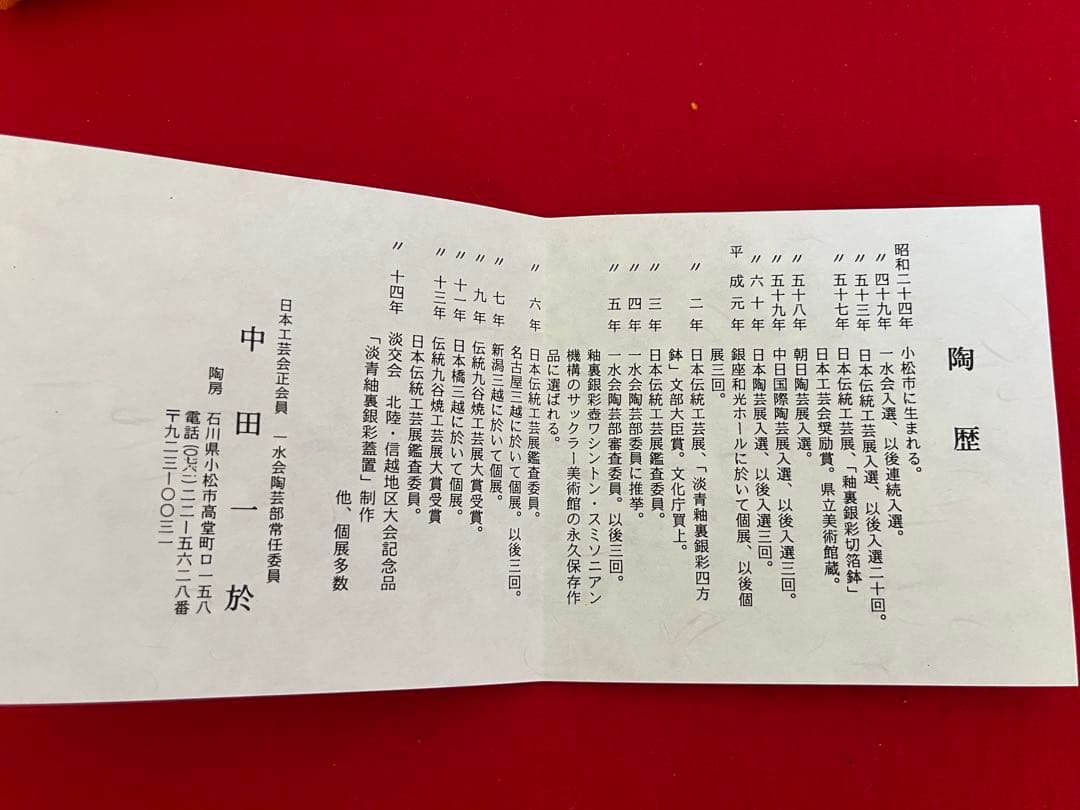 陶歴
昭和二十四年 小松市に生まれる。
〃 四十九年 一水会入選、以後連続入選。
〃 五十三年 日本伝統工芸展入選、以後入選二十回。
〃 五十七年 日本伝統工芸展、「釉裏銀彩切箔鉢」
日本工芸会奨励賞。県立美術館蔵。
〃 五十八年 朝日陶芸展入選。
〃 五十九年 中日国際陶芸展入選、以後入選三回。
〃 六十年 日本陶芸展入選、以後入選三回。
平成元年 銀座和光ホールに於いて個展、以後個
展三回。
〃 二年 日本伝統工芸展、「淡青釉裏銀彩四方
鉢」文部大臣賞。文化庁買上。
〃 三年 日本伝統工芸展鑑査委員。
〃 四年 一水会陶芸部委員に推挙。
〃 五年 一水会陶芸部審査委員。以後三回。
釉裏銀彩壺ワシントン・スミソニアン
機構のサックラー美術館の永久保存作
品に選ばれる。
〃 六年 日本伝統工芸展鑑査委員。
名古屋三越に於いて個展。以後三回。
〃 七年 新潟三越に於いて個展。
〃 九年 伝統九谷焼工芸展大賞受賞。
〃 十一年 日本橋三越に於いて個展。
〃 十三年 伝統九谷焼工芸展大賞受賞
日本伝統工芸展鑑査委員。
〃 十四年 淡交会 北陸・信越地区大会記念品
「淡青釉裏銀彩蓋置」制作
他、個展多数
日本工芸会正会員 一水会陶芸部常任委員
中田一於
陶房 石川県小松市高堂町ロ一五八
電話(〇七六一)二二ー五六二八番
〒九二三ー〇〇三一